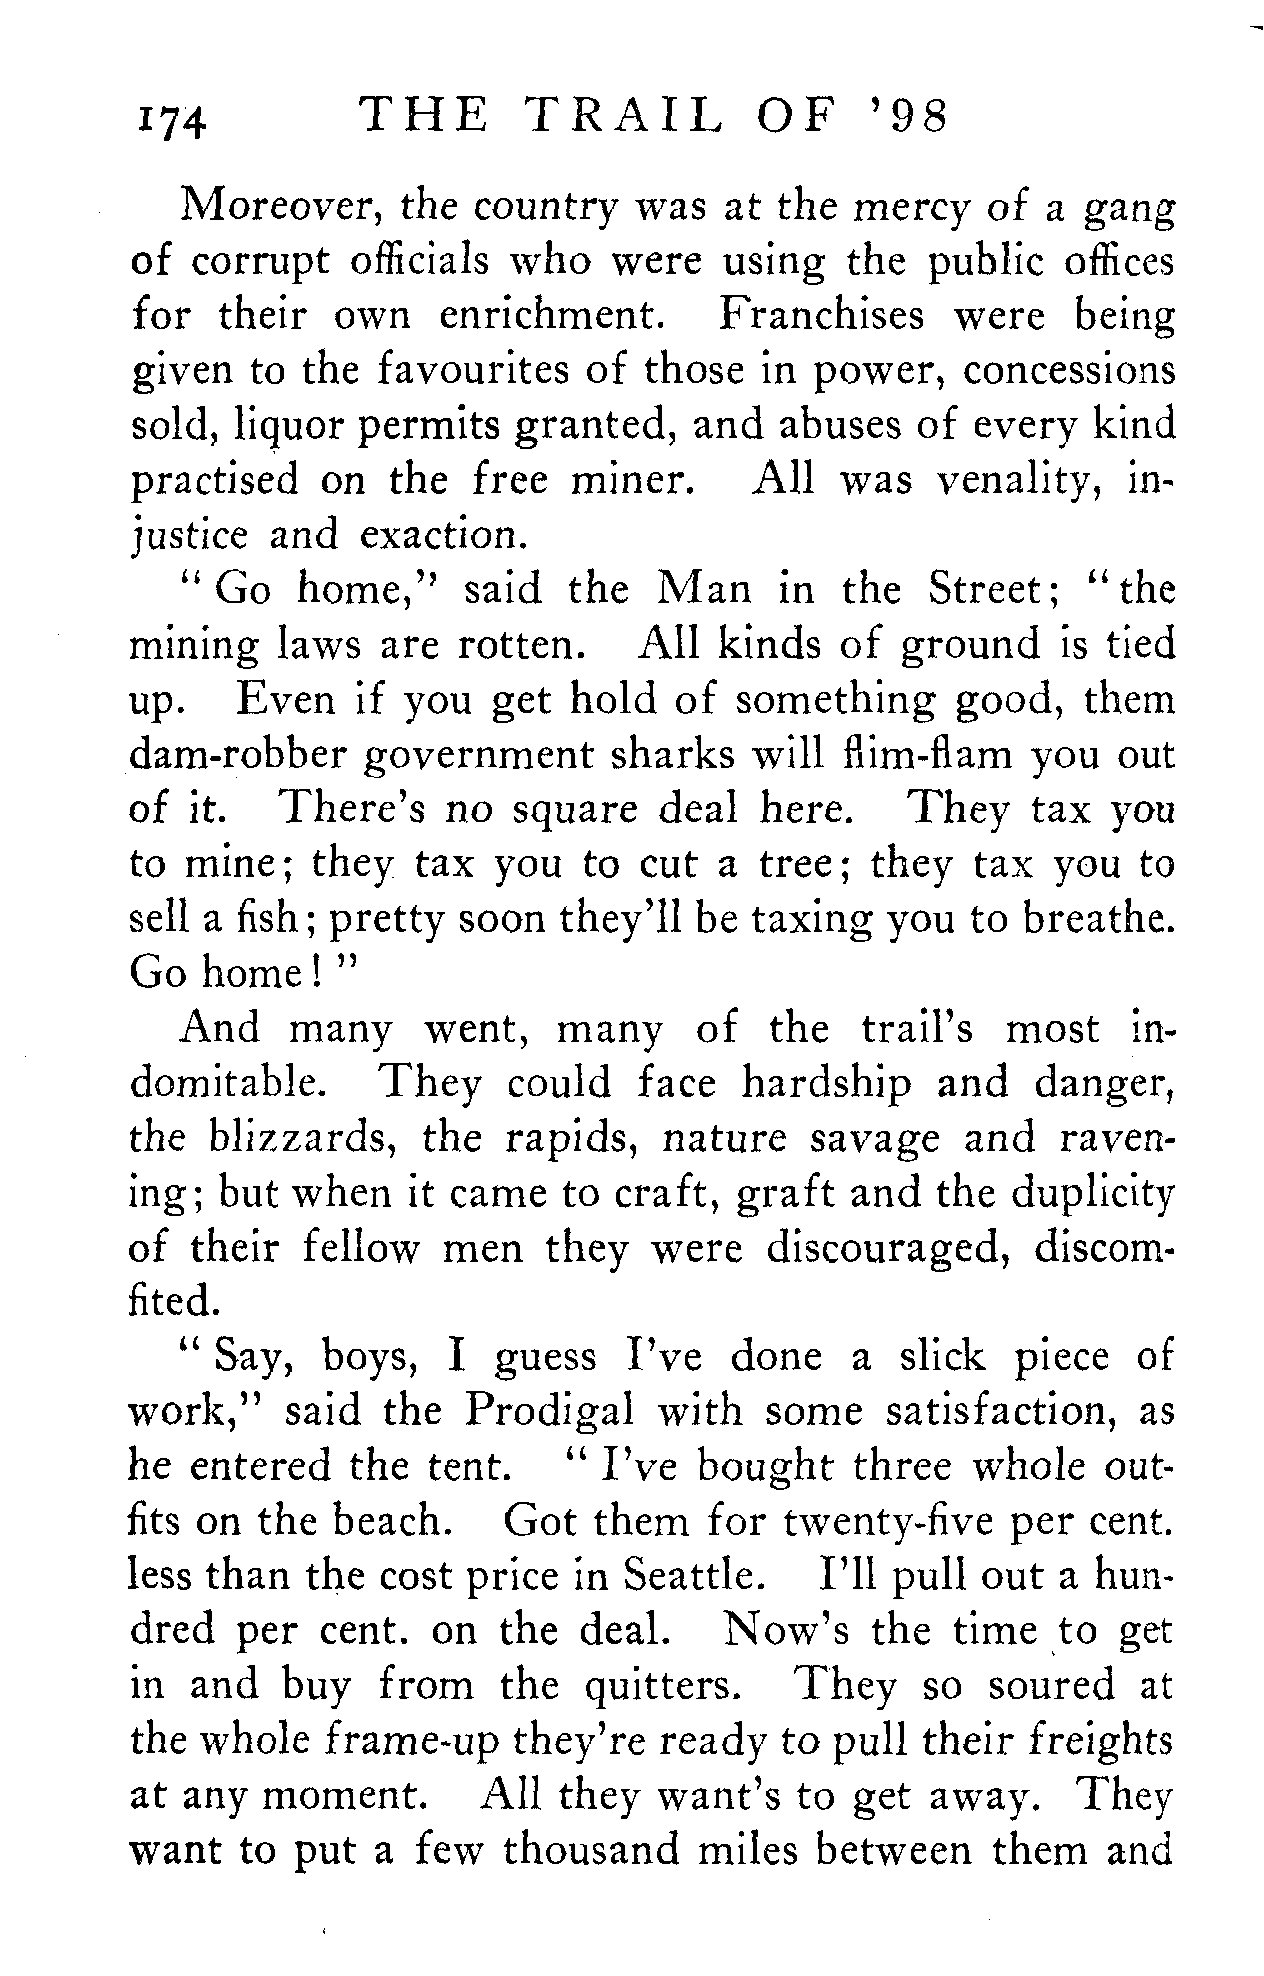 174 THE TRAIL OF '98
Moreover, the country was at the mercy of a gang
of corrupt officials who were using the public offices
for their own enrichment. Franchises were being
given to the favourites of those in power, concessions
sold, liquor permits granted, and abuses of every kind
practised on the free miner. All was venality, in-
justice and exaction.
"Go home," said the Man in the Street; "the
mining laws are rotten. All kinds of ground is tied
up. Even if you get hold of something good, them
dam-robber government sharks will flim-flam you out
of it. There's no square deal here. They tax you
to mine; they tax you to cut a tree; they tax you to
sell a fish; pretty soon they'll be taxing you to breathe.
Go home!"
And many went, many of the trail's most in-
domitable. They could face hardship and danger,
the blizzards, the rapids, nature savage and raven-
ing; but when it came to craft, graft and the duplicity
of their fellow men they were discouraged, discom-
fited.
"Say, boys, I guess I've done a slick piece of
work," said the Prodigal with some satisfaction, as
he entered the tent. "I've bought three whole out-
fits on the beach. Got them for twenty-five per cent.
less than the cost price in Seattle. I'll pull out a hun-
dred per cent. on the deal. Now's the time to get
in and buy from the quitters. They so soured at
the whole frame-up they're ready to pull their freights
at any moment. All they want's to get away. They
want to put a few thousand miles between them and